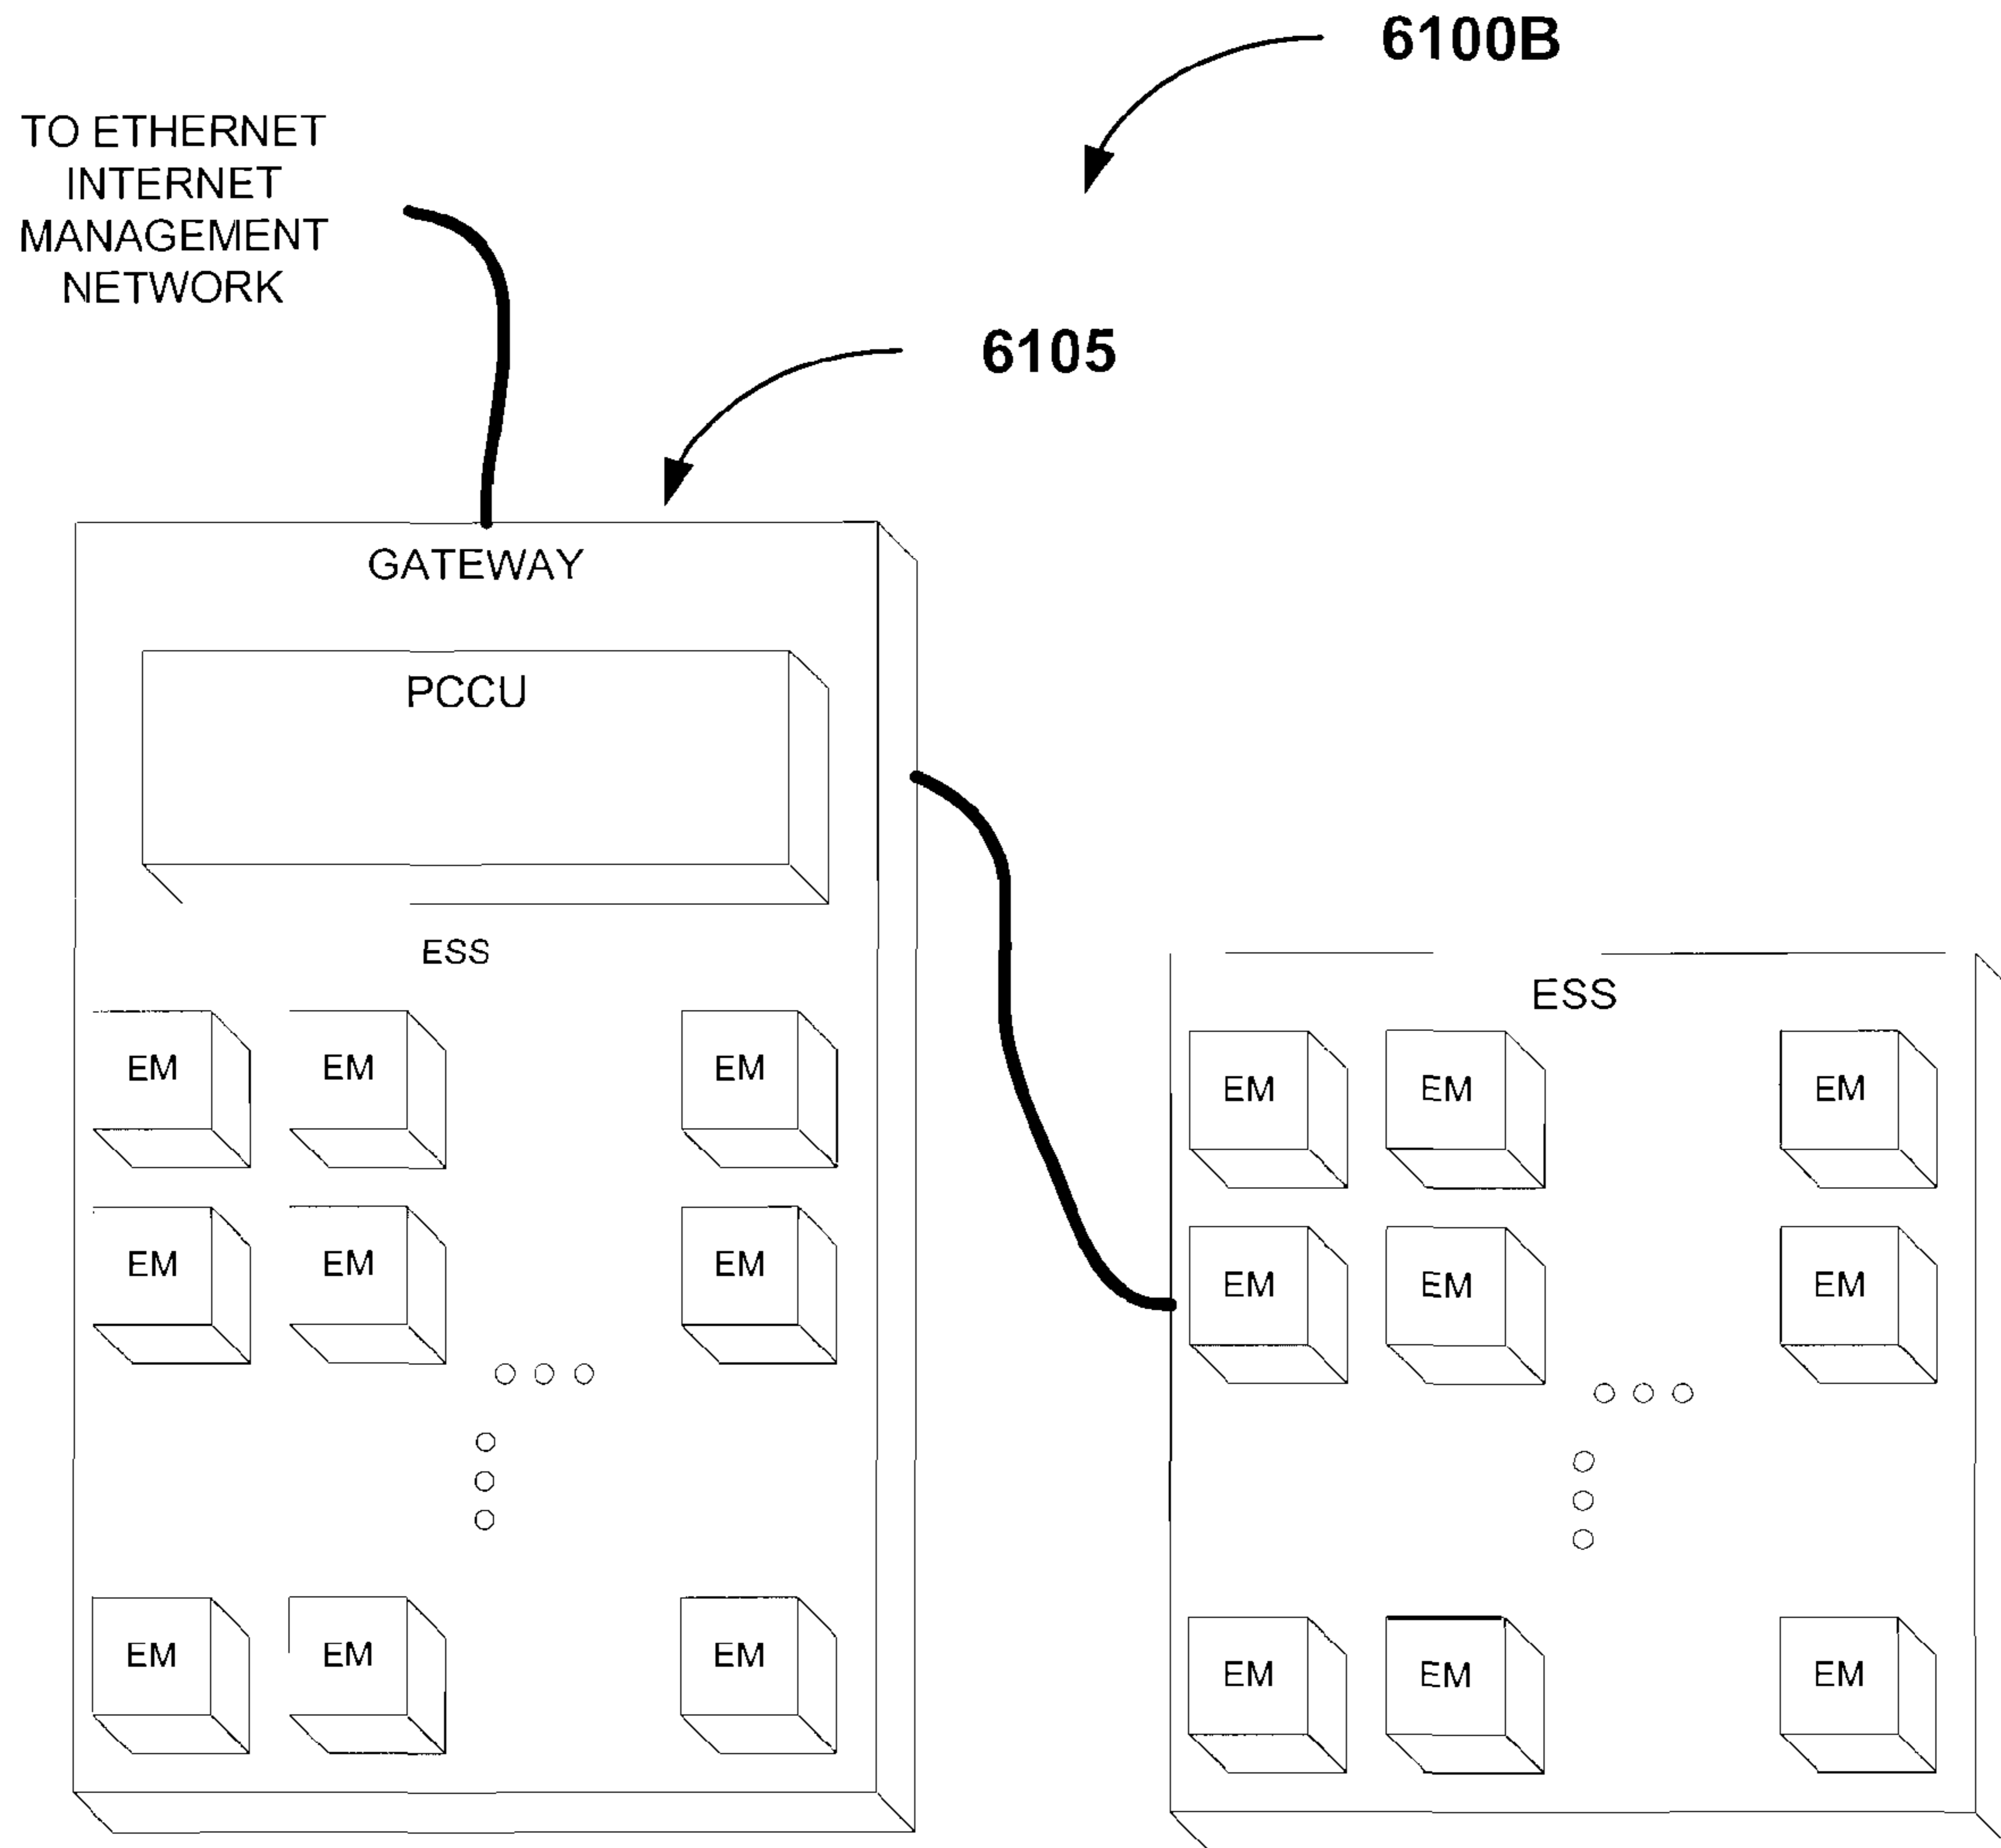 6100B
TO ETHERNET
INTERNET
MANAGEMENT
NETWORK
6105
GATEWAY
PCCU
ESS
EM EM EM
EM EM EM
EM EM EM
ESS
EM EM EM
EM EM EM
EM EM EM